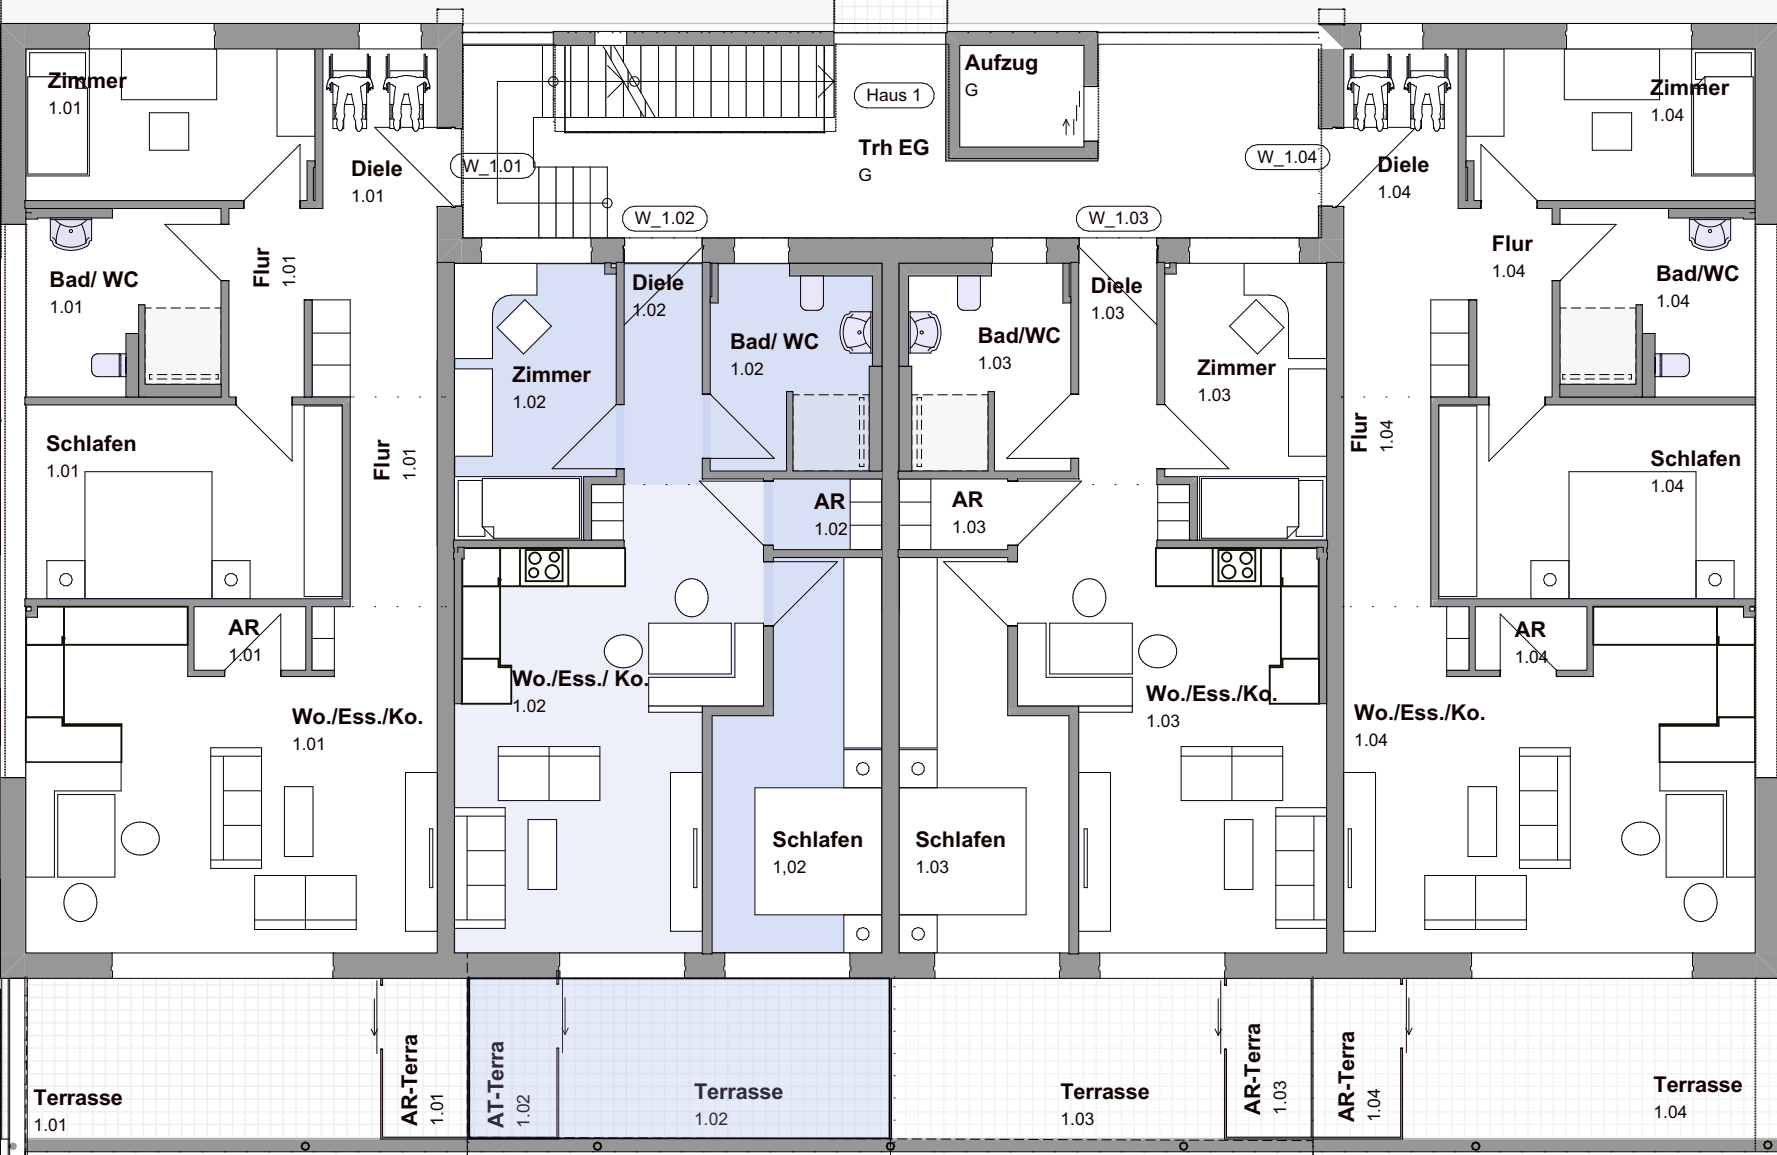 Zimmer
1.01
Diele
1.01
W_1.01
Haus 1
Trh EG
G
Aufzug
G
W_1.02
W_1.03
W_1.04
Diele
1.04
Zimmer
1.04
Bad/ WC
1.01
Flur
1.01
Flur
1.04
Bad/WC
1.04
Zimmer
1.02
Diele
1.02
Bad/ WC
1.02
Bad/WC
1.03
Diele
1.03
Zimmer
1.03
Schlafen
1.01
Flur
1.01
AR
1.02
AR
1.03
Flur
1.04
Schlafen
1.04
AR
1.01
AR
1.04
Wo./Ess./Ko.
1.01
Wo./Ess./ Ko.
1.02
Wo./Ess./Ko.
1.03
Wo./Ess./Ko.
1.04
Schlafen
1,02
Schlafen
1.03
Terrasse
1.01
AR-Terra
1.01
AT-Terra
1.02
Terrasse
1.02
Terrasse
1.03
AR-Terra
1.03
AR-Terra
1.04
Terrasse
1.04